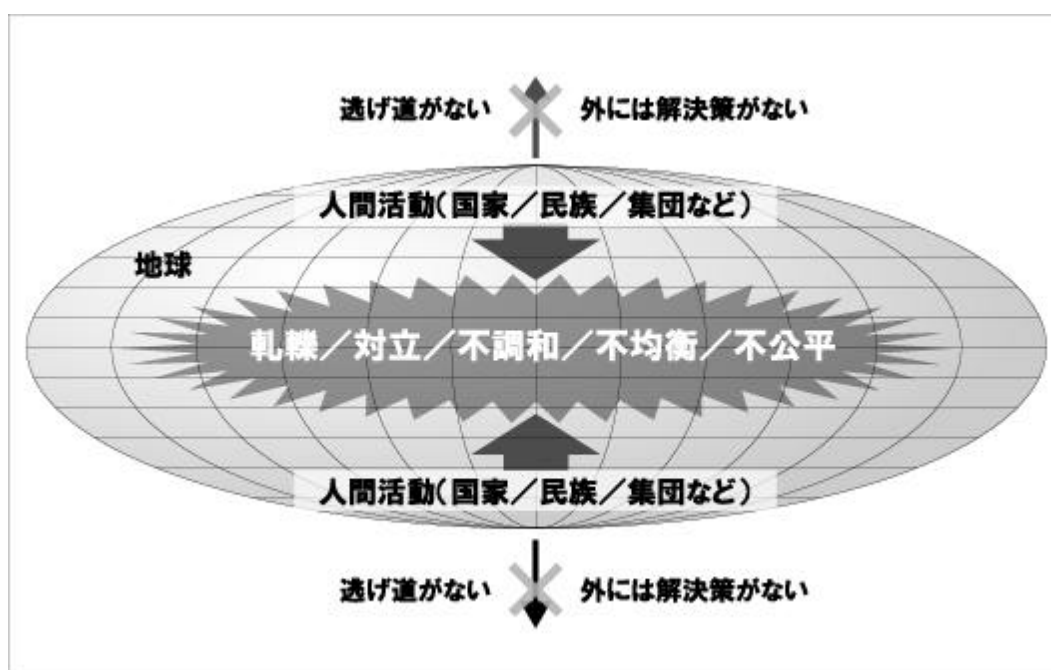 逃げ道がない 外には解決策がない
人間活動(国家／民族／集団など)
地球
軋轢／対立／不調和／不均衡／不公平
人間活動(国家／民族／集団など)
逃げ道がない 外には解決策がない